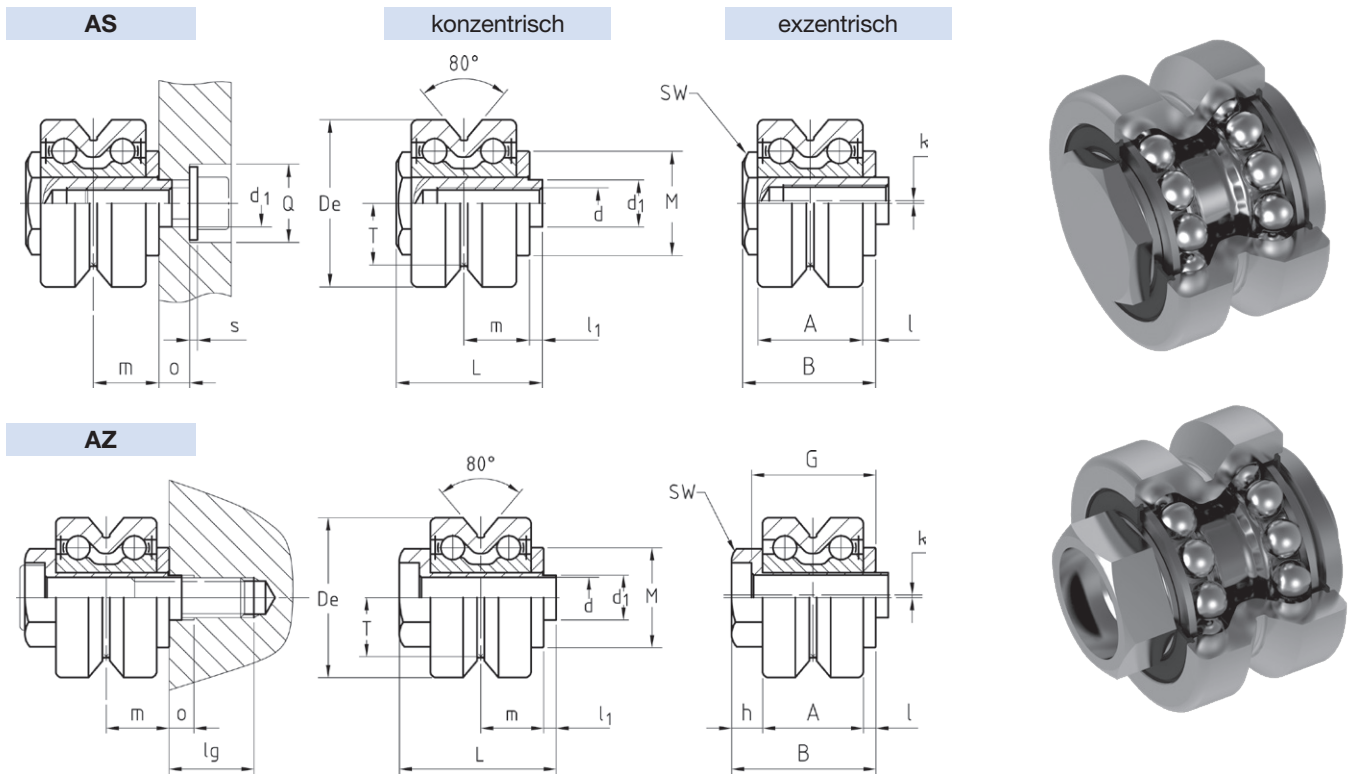 AS
konzentrisch
exzentrisch
80°
SW
k
d1
Q
De
T
d
d1
M
s
m
o
m
l1
L
A
l
B
AZ
80°
G
SW
k
De
T
d
d1
M
m
o
lg
m
l1
L
h
A
l
B